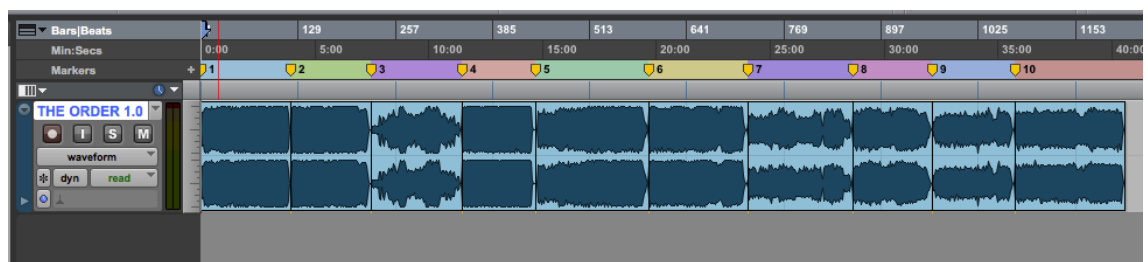 Bars|Beats 129 257 385 513 641 769 897 1025 1153
Min:Secs 0:00 5:00 10:00 15:00 20:00 25:00 30:00 35:00 40:00
Markers + 1 2 3 4 5 6 7 8 9 10
THE ORDER 1.0
I S M
waveform
dyn read